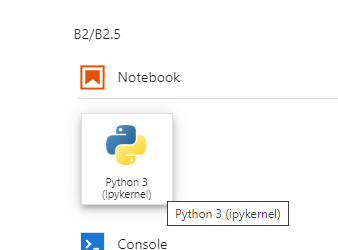 B2/B2.5
Notebook
Python 3
(ipykernel)
Python 3 (ipykernel)
Console